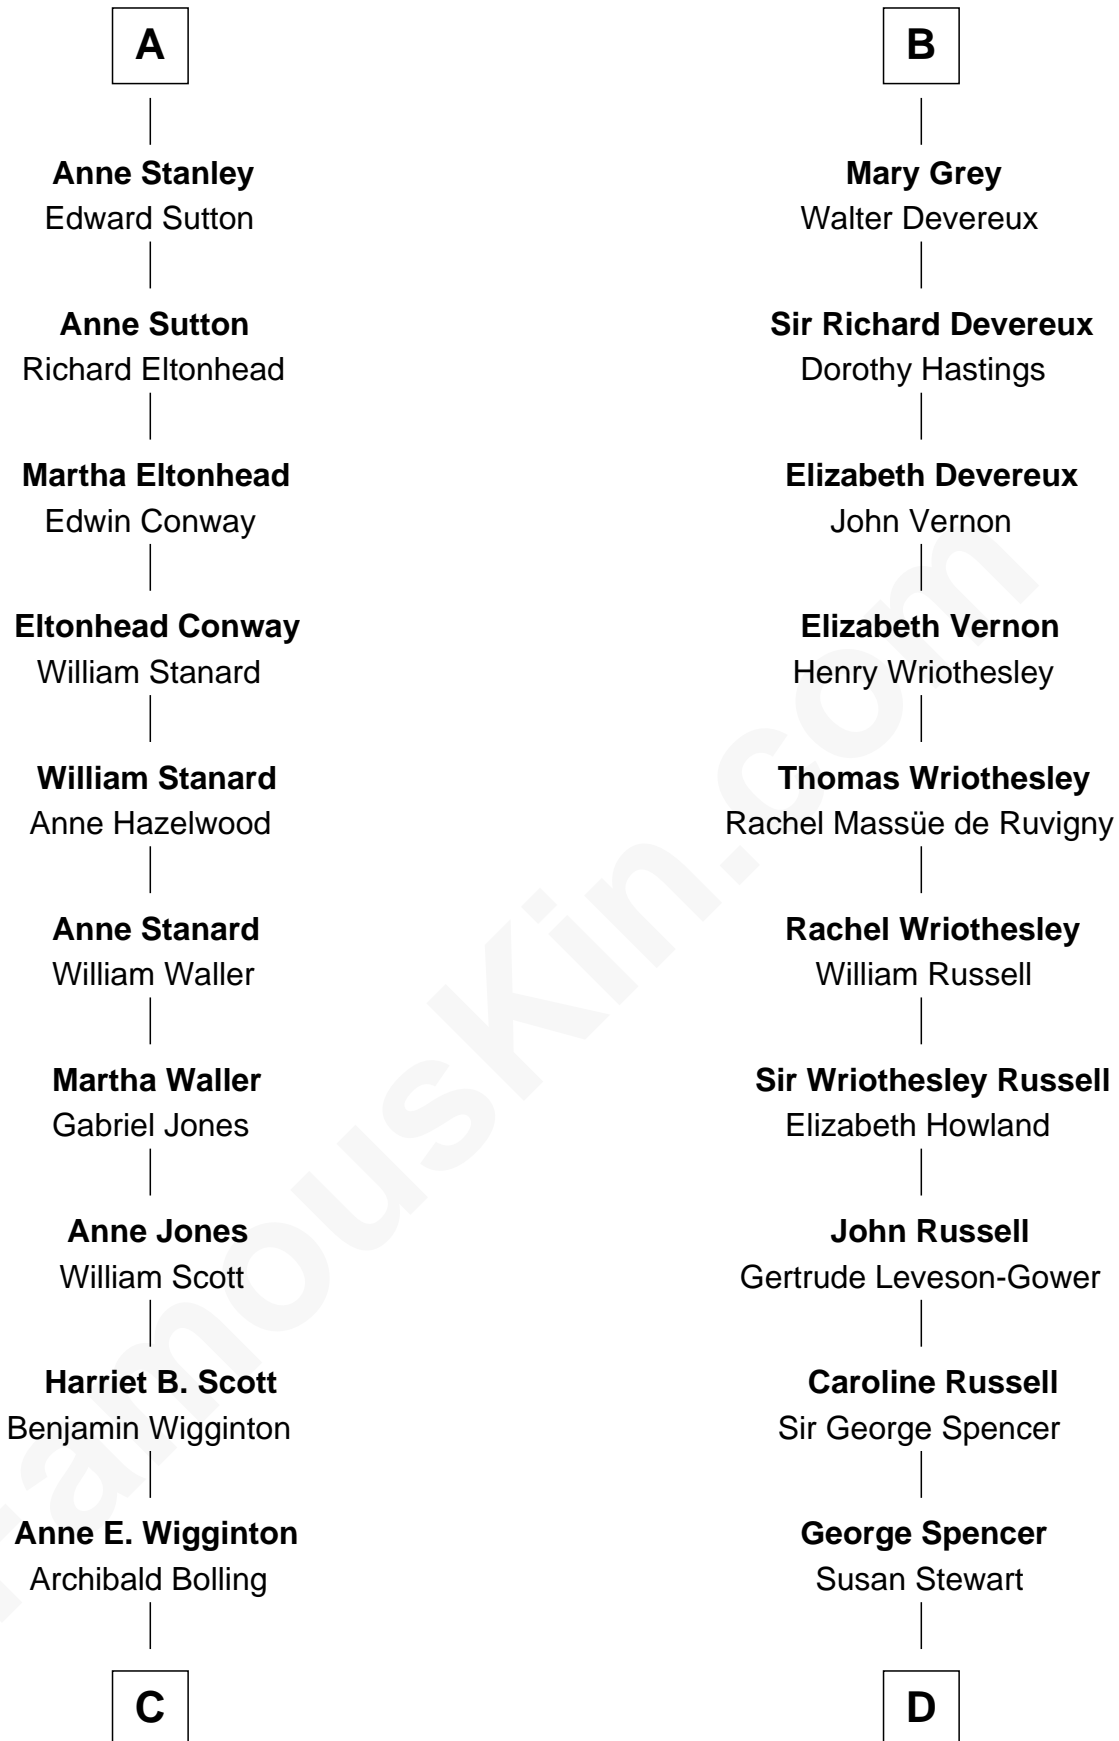 A
Anne Stanley
Edward Sutton
Anne Sutton
Richard Eltonhead
Martha Eltonhead
Edwin Conway
Eltonhead Conway
William Stanard
William Stanard
Anne Hazelwood
Anne Stanard
William Waller
Martha Waller
Gabriel Jones
Anne Jones
William Scott
Harriet B. Scott
Benjamin Wigginton
Anne E. Wigginton
Archibald Bolling
C
B
Mary Grey
Walter Devereux
Sir Richard Devereux
Dorothy Hastings
Elizabeth Devereux
John Vernon
Elizabeth Vernon
Henry Wriothesley
Thomas Wriothesley
Rachel Massüe de Ruvigny
Rachel Wriothesley
William Russell
Sir Wriothesley Russell
Elizabeth Howland
John Russell
Gertrude Leveson-Gower
Caroline Russell
Sir George Spencer
George Spencer
Susan Stewart
D
FamousKin.com